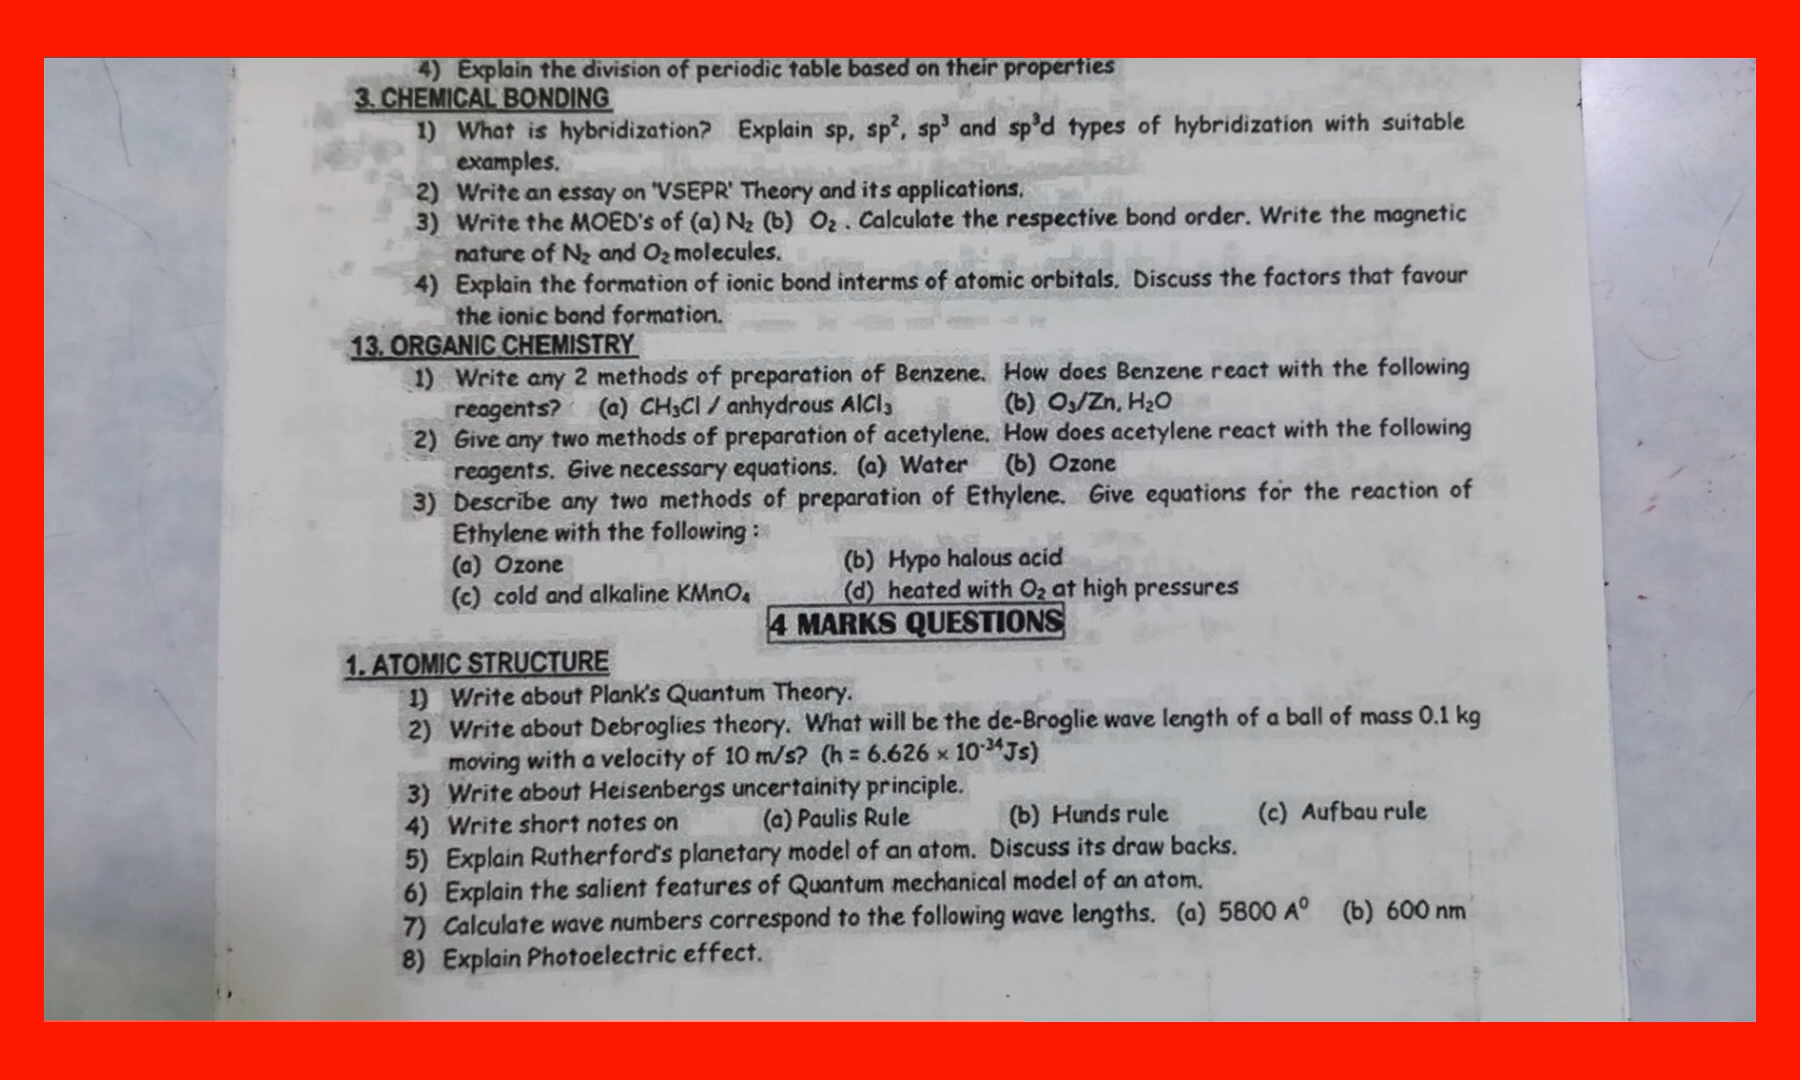 4) Explain the division of periodic table based on their properties
3. CHEMICAL BONDING
1) What is hybridization? Explain sp, sp², sp³ and sp³d types of hybridization with suitable
examples.
2) Write an essay on 'VSEPR' Theory and its applications.
3) Write the MOED's of (a) N₂ (b) O₂ . Calculate the respective bond order. Write the magnetic
nature of N₂ and O₂ molecules.
4) Explain the formation of ionic bond interms of atomic orbitals. Discuss the factors that favour
the ionic bond formation.
13. ORGANIC CHEMISTRY
1) Write any 2 methods of preparation of Benzene. How does Benzene react with the following
reagents? (a) CH₃Cl / anhydrous AlCl₃ (b) O₃/Zn, H₂O
2) Give any two methods of preparation of acetylene. How does acetylene react with the following
reagents. Give necessary equations. (a) Water (b) Ozone
3) Describe any two methods of preparation of Ethylene. Give equations for the reaction of
Ethylene with the following :
(a) Ozone (b) Hypo halous acid
(c) cold and alkaline KMnO₄ (d) heated with O₂ at high pressures
4 MARKS QUESTIONS
1. ATOMIC STRUCTURE
1) Write about Plank's Quantum Theory.
2) Write about Debroglies theory. What will be the de-Broglie wave length of a ball of mass 0.1 kg
moving with a velocity of 10 m/s? (h = 6.626 × 10⁻³⁴Js)
3) Write about Heisenbergs uncertainity principle.
4) Write short notes on (a) Paulis Rule (b) Hunds rule (c) Aufbau rule
5) Explain Rutherford's planetary model of an atom. Discuss its draw backs.
6) Explain the salient features of Quantum mechanical model of an atom.
7) Calculate wave numbers correspond to the following wave lengths. (a) 5800 A⁰ (b) 600 nm
8) Explain Photoelectric effect.